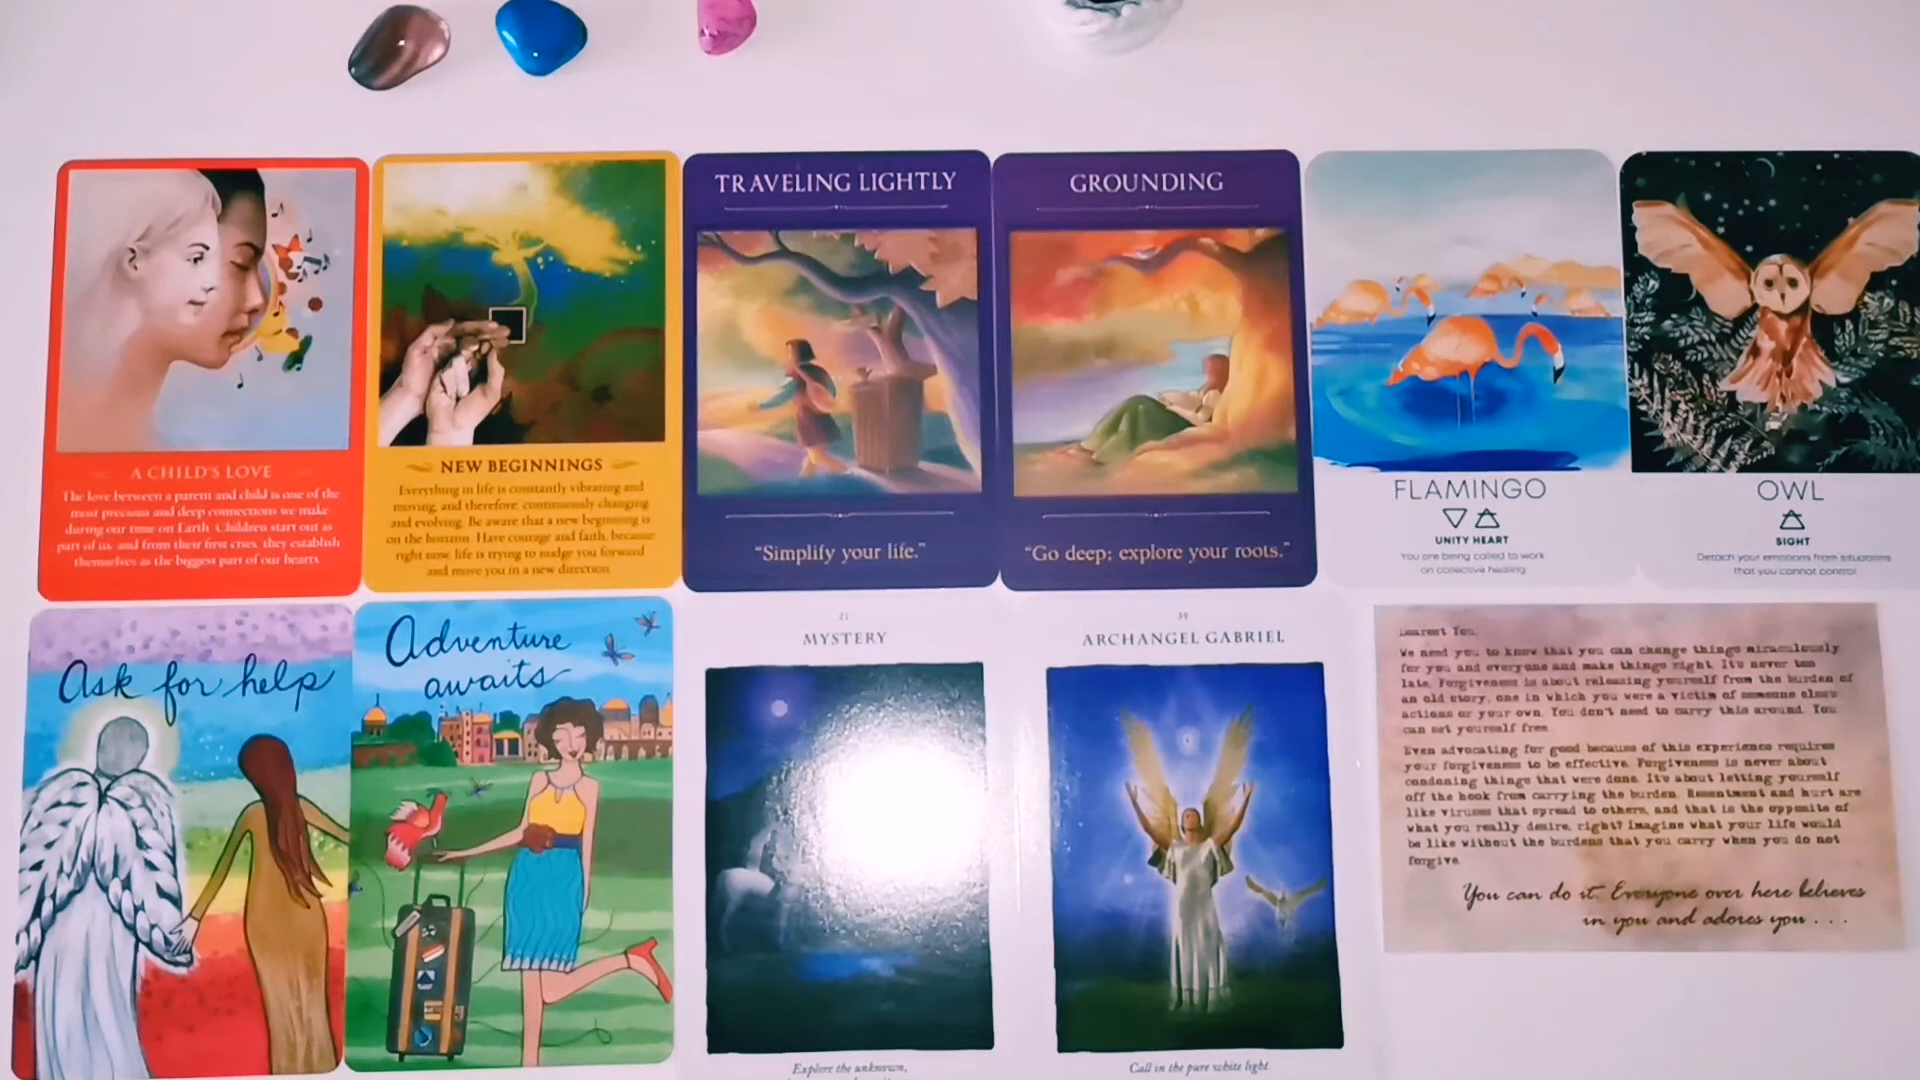 A CHILD'S LOVE
The love between a parent and child is one of the
most precious and deep connections we make
during our time on Earth. Children start out as
part of us, and from their first cries, they establish
themselves as the biggest part of our hearts.
NEW BEGINNINGS
Everything in life is constantly vibrating and
moving, and therefore, continuously changing
and evolving. Be aware that a new beginning is
on the horizon. Have courage and faith, because
right now, life is trying to nudge you forward
and move you in a new direction.
TRAVELING LIGHTLY
"Simplify your life."
GROUNDING
"Go deep; explore your roots."
FLAMINGO
UNITY HEART
You are being called to work
on collective healing
OWL
SIGHT
Detach your emotions from situations
that you cannot control
Ask for help
Adventure
awaits
21
MYSTERY
Explore the unknown,
39
ARCHANGEL GABRIEL
Call in the pure white light.
Dearest You,
We need you to know that you can change things miraculously
for you and everyone and make things right. It's never too
late. Forgiveness is about releasing yourself from the burden of
an old story, one in which you were a victim of someone else's
actions or your own. You don't need to carry this around. You
can set yourself free.
Even advocating for good because of this experience requires
your forgiveness to be effective. Forgiveness is never about
condoning things that were done. It's about letting yourself
off the hook from carrying the burden. Resentment and hurt are
like viruses that spread to others, and that is the opposite of
what you really desire, right? Imagine what your life would
be like without the burdens that you carry when you do not
forgive.
You can do it. Everyone over here believes
in you and adores you . . .